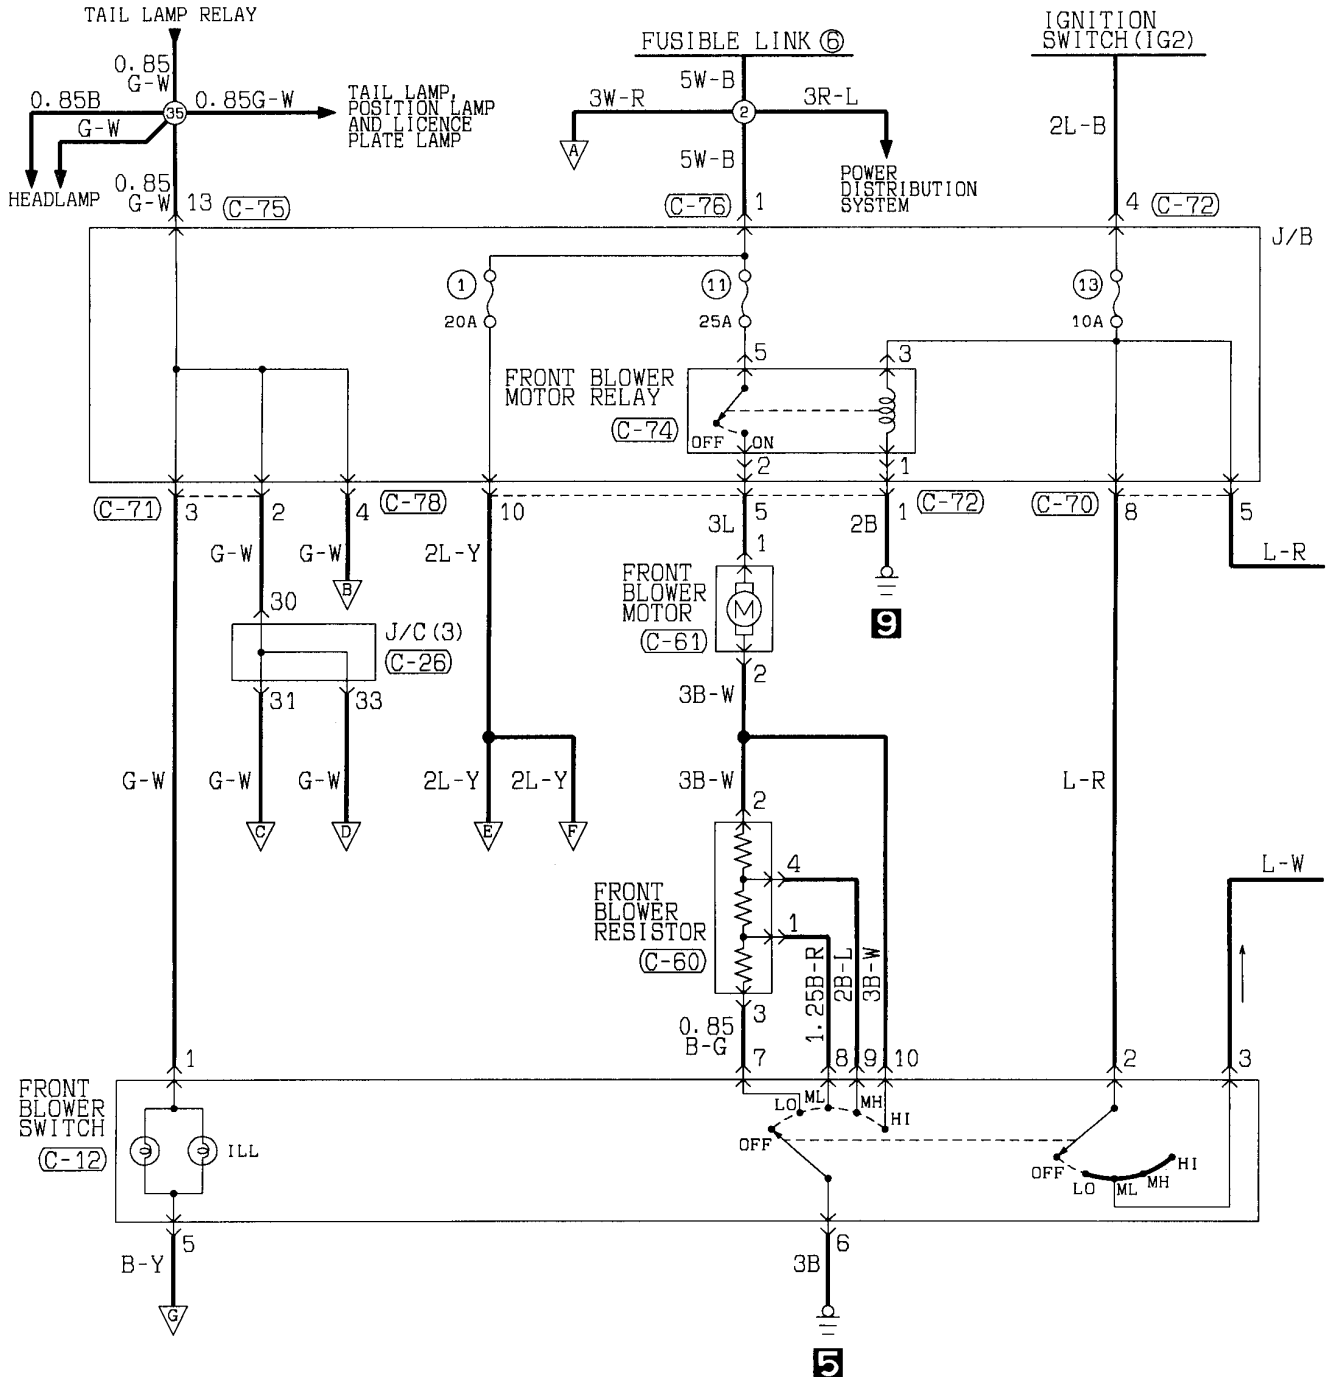 TAIL LAMP RELAY
0.85
G-W
0.85B
35
0.85G-W
G-W
TAIL LAMP,
POSITION LAMP
AND LICENCE
PLATE LAMP
HEADLAMP
0.85
G-W
13
C-75
FUSIBLE LINK ⑥
5W-B
3W-R
2
3R-L
A
5W-B
POWER
DISTRIBUTION
SYSTEM
C-76
1
IGNITION
SWITCH(IG2)
2L-B
4
C-72
J/B
1
20A
11
25A
13
10A
5
3
FRONT BLOWER
MOTOR RELAY
C-74
OFF
ON
2
1
C-71
3
2
4
C-78
10
5
1
C-72
C-70
8
5
G-W
G-W
B
2L-Y
3L
1
2B
L-R
9
30
J/C(3)
C-26
31
33
FRONT
BLOWER
MOTOR
C-61
M
2
3B-W
G-W
G-W
C
G-W
D
2L-Y
E
2L-Y
F
3B-W
2
L-R
FRONT
BLOWER
RESISTOR
C-60
4
1
3
1.25B-R
2B-L
3B-W
L-W
0.85
B-G
1
7
8
9
10
2
3
FRONT
BLOWER
SWITCH
C-12
ILL
OFF
LO
ML
MH
HI
OFF
LO
ML
MH
HI
5
B-Y
G
6
3B
5